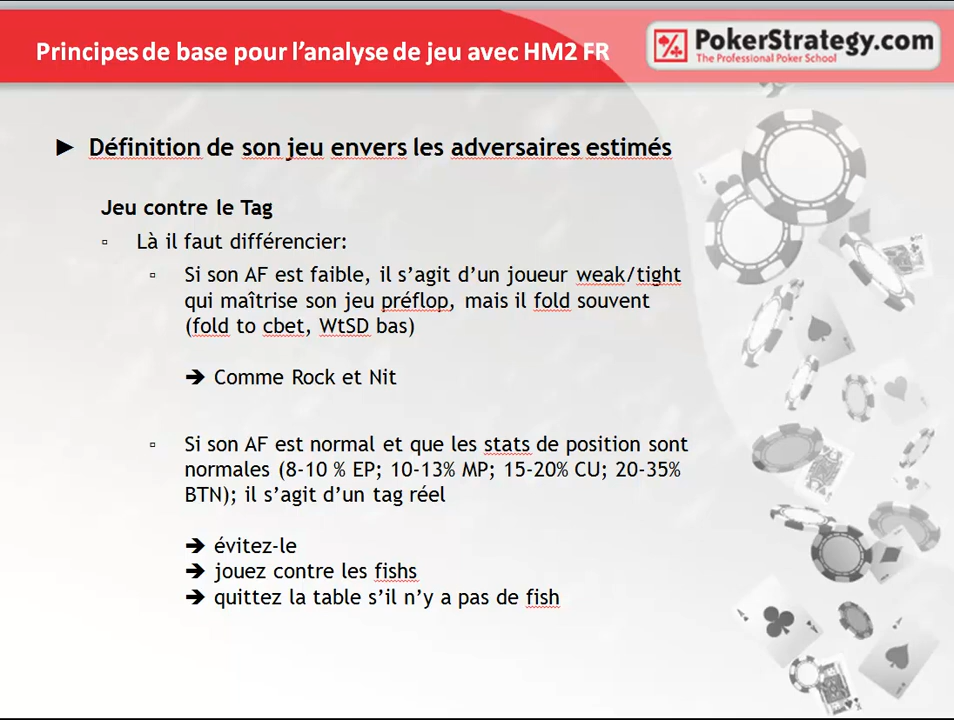 Principes de base pour l'analyse de jeu avec HM2 FR
PokerStrategy.com
The Professional Poker School
► Définition de son jeu envers les adversaires estimés
Jeu contre le Tag
▫ Là il faut différencier:
▫ Si son AF est faible, il s'agit d'un joueur weak/tight
qui maîtrise son jeu préflop, mais il fold souvent
(fold to cbet, WtSD bas)
➔ Comme Rock et Nit
▫ Si son AF est normal et que les stats de position sont
normales (8-10 % EP; 10-13% MP; 15-20% CU; 20-35%
BTN); il s'agit d'un tag réel
➔ évitez-le
➔ jouez contre les fishs
➔ quittez la table s'il n'y a pas de fish